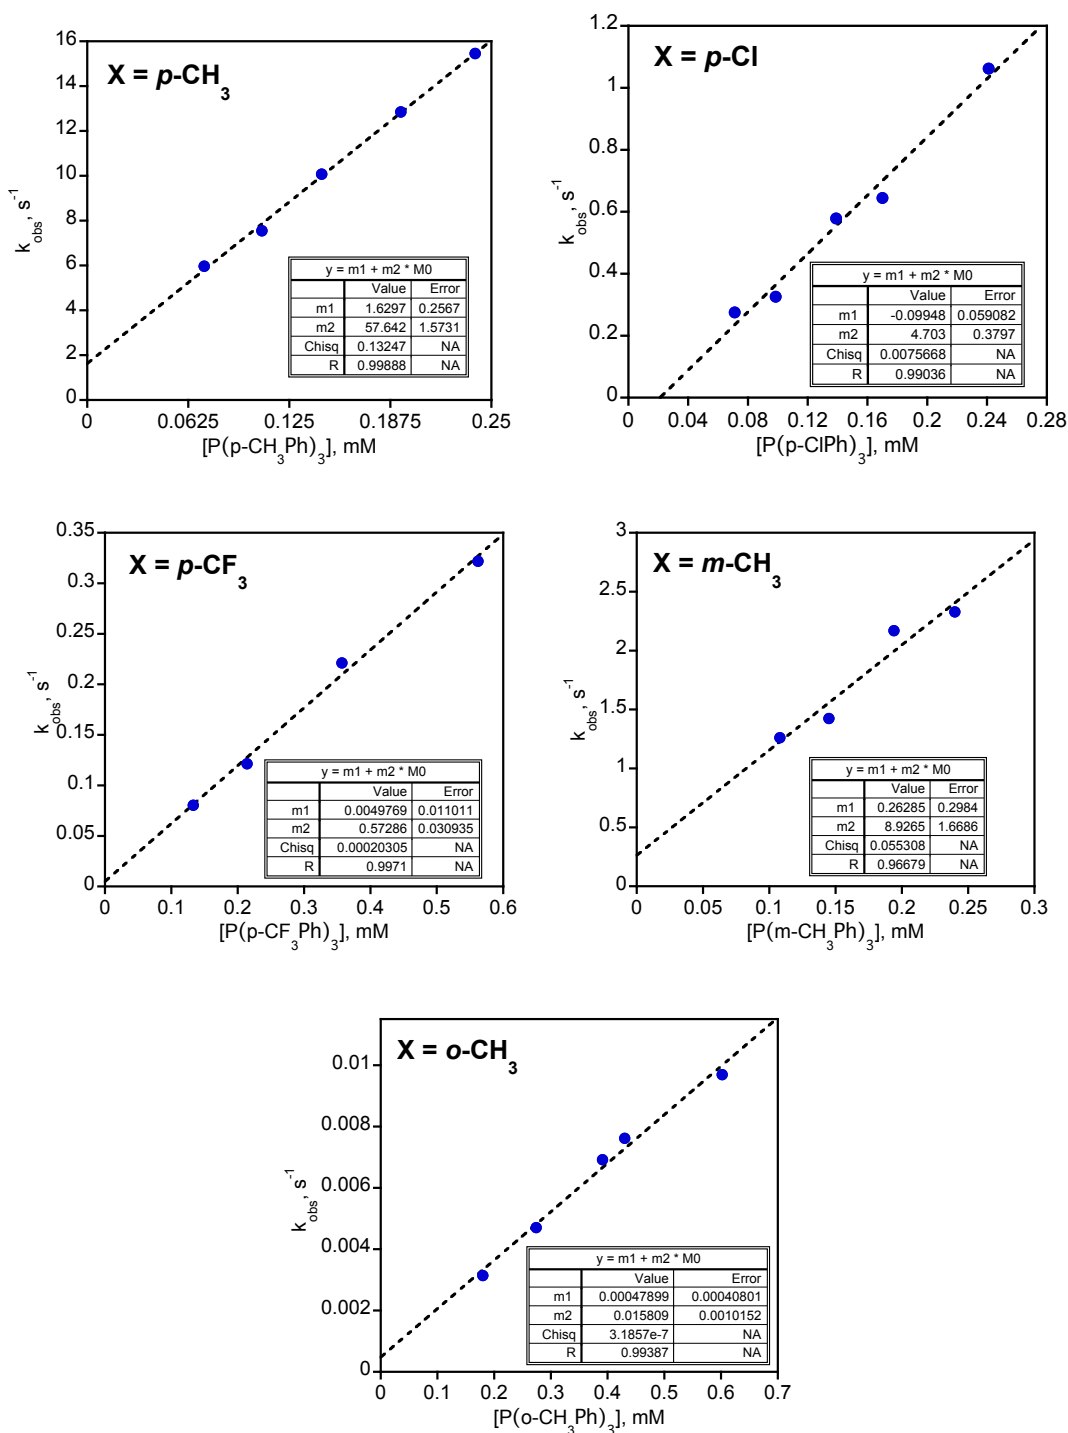 X = p-CH3
16
14
12
10
8
6
4
2
0
kobs, s-1
y = m1 + m2 * M0
Value Error
m1 1.6297 0.2567
m2 57.642 1.5731
Chisq 0.13247 NA
R 0.99888 NA
0 0.0625 0.125 0.1875 0.25
[P(p-CH3Ph)3], mM
X = p-Cl
1.2
1
0.8
0.6
0.4
0.2
0
kobs, s-1
y = m1 + m2 * M0
Value Error
m1 -0.09948 0.059082
m2 4.703 0.3797
Chisq 0.0075668 NA
R 0.99036 NA
0 0.04 0.08 0.12 0.16 0.2 0.24 0.28
[P(p-ClPh)3], mM
X = p-CF3
0.35
0.3
0.25
0.2
0.15
0.1
0.05
0
kobs, s-1
y = m1 + m2 * M0
Value Error
m1 0.0049769 0.011011
m2 0.57286 0.030935
Chisq 0.00020305 NA
R 0.9971 NA
0 0.1 0.2 0.3 0.4 0.5 0.6
[P(p-CF3Ph)3], mM
X = m-CH3
3
2.5
2
1.5
1
0.5
0
kobs, s-1
y = m1 + m2 * M0
Value Error
m1 0.26285 0.2984
m2 8.9265 1.6686
Chisq 0.055308 NA
R 0.96679 NA
0 0.05 0.1 0.15 0.2 0.25 0.3
[P(m-CH3Ph)3], mM
X = o-CH3
0.01
0.008
0.006
0.004
0.002
0
kobs, s-1
y = m1 + m2 * M0
Value Error
m1 0.00047899 0.00040801
m2 0.015809 0.0010152
Chisq 3.1857e-7 NA
R 0.99387 NA
0 0.1 0.2 0.3 0.4 0.5 0.6 0.7
[P(o-CH3Ph)3], mM